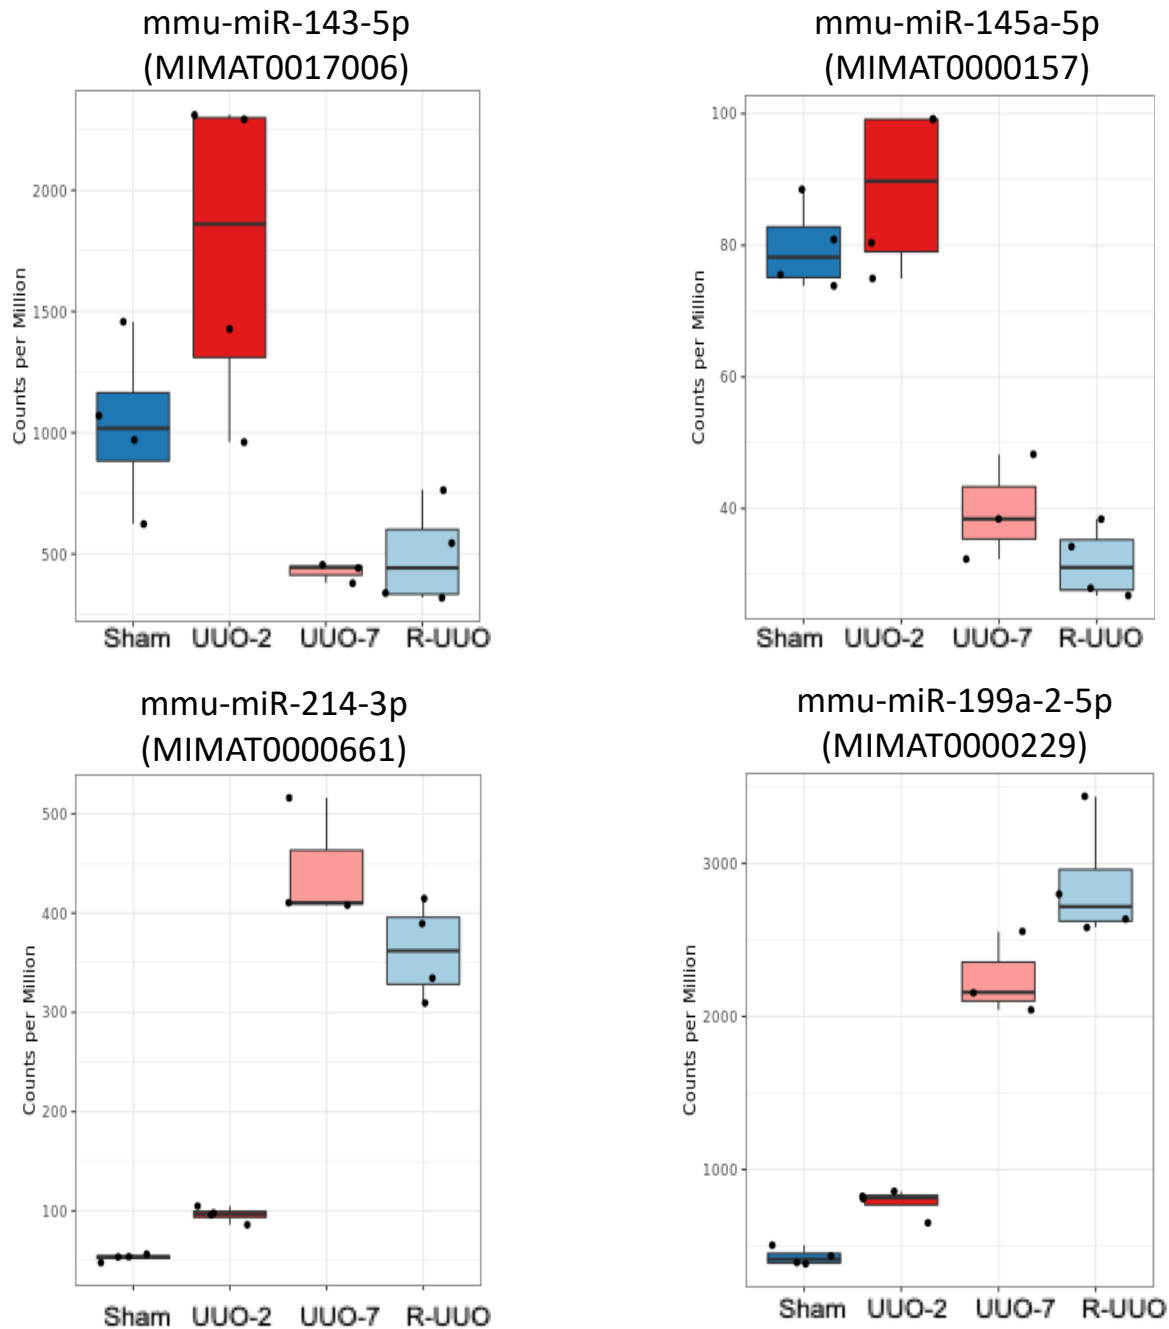 mmu-miR-143-5p
(MIMAT0017006)
Counts per Million
2000
1500
1000
500
Sham UUO-2 UUO-7 R-UUO
mmu-miR-145a-5p
(MIMAT0000157)
Counts per Million
100
80
60
40
Sham UUO-2 UUO-7 R-UUO
mmu-miR-214-3p
(MIMAT0000661)
Counts per Million
500
400
300
200
100
Sham UUO-2 UUO-7 R-UUO
mmu-miR-199a-2-5p
(MIMAT0000229)
Counts per Million
3000
2000
1000
Sham UUO-2 UUO-7 R-UUO